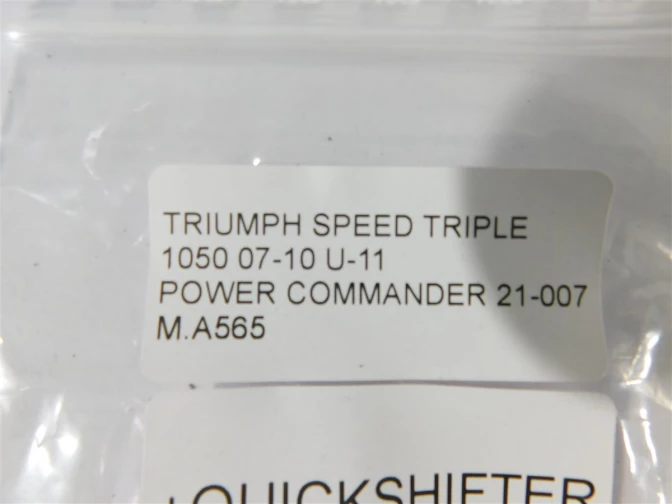 TRIUMPH SPEED TRIPLE
1050 07-10 U-11
POWER COMMANDER 21-007
M.A565
+QUICKSHIFTER